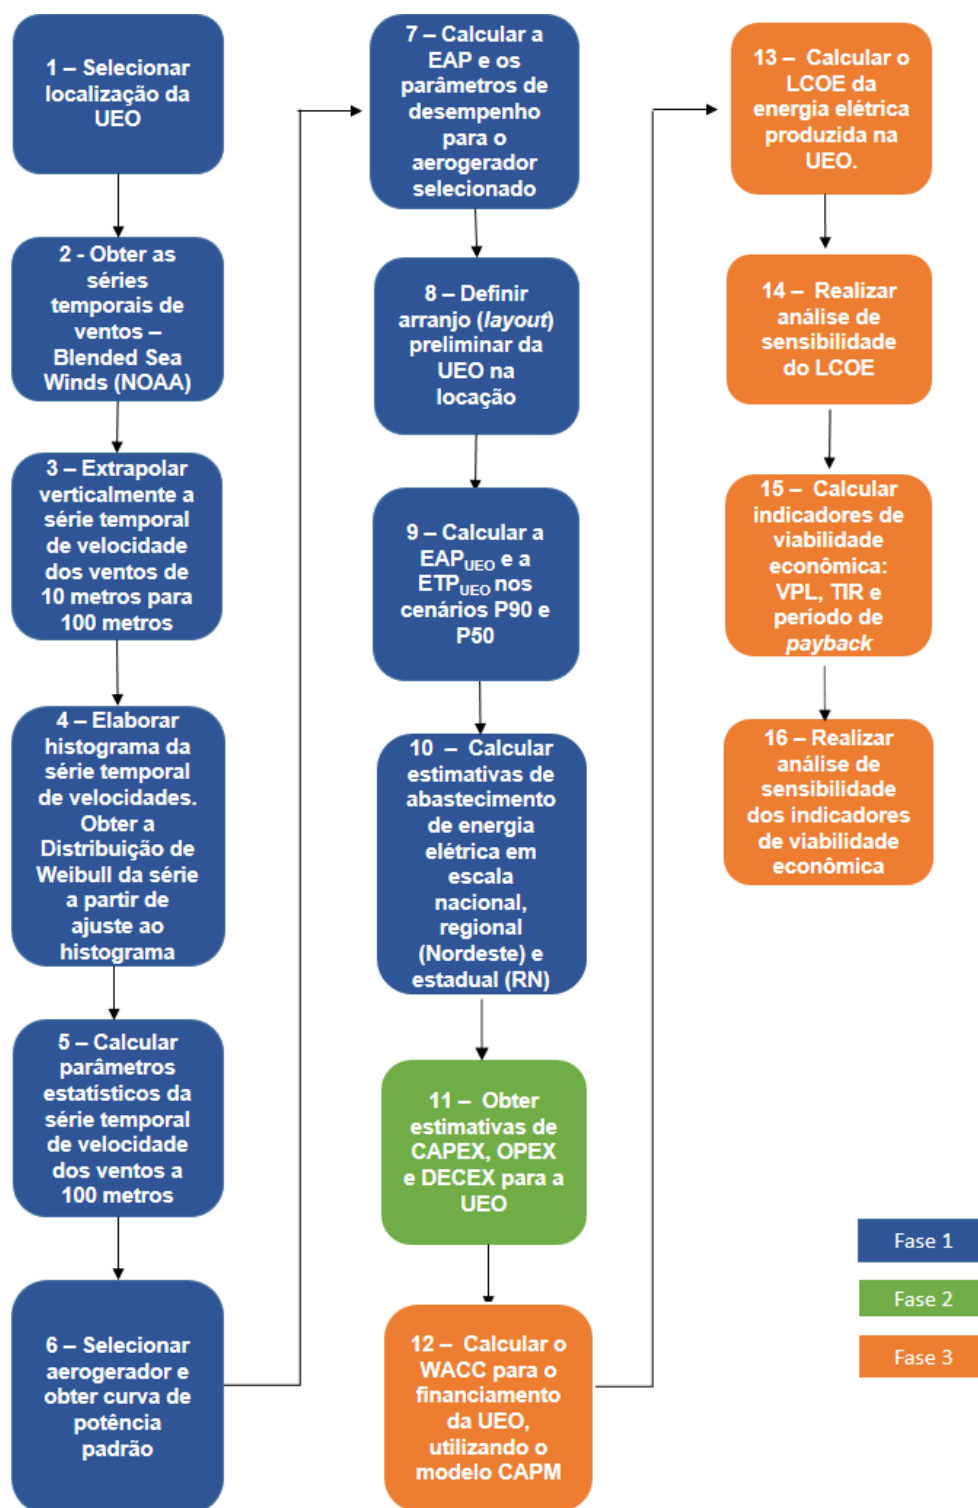 1 – Selecionar
localização da
UEO
2 - Obter as
séries
temporais de
ventos –
Blended Sea
Winds (NOAA)
3 – Extrapolar
verticalmente a
série temporal
de velocidade
dos ventos de
10 metros para
100 metros
4 – Elaborar
histograma da
série temporal
de velocidades.
Obter a
Distribuição de
Weibull da série
a partir de
ajuste ao
histograma
5 – Calcular
parâmetros
estatísticos da
série temporal
de velocidade
dos ventos a
100 metros
6 – Selecionar
aerogerador e
obter curva de
potência
padrão
7 – Calcular a
EAP e os
parâmetros de
desempenho
para o
aerogerador
selecionado
8 – Definir
arranjo (layout)
preliminar da
UEO na
locação
9 – Calcular a
EAPUEO e a
ETPUEO nos
cenários P90 e
P50
10 – Calcular
estimativas de
abastecimento
de energia
elétrica em
escala
nacional,
regional
(Nordeste) e
estadual (RN)
11 – Obter
estimativas de
CAPEX, OPEX
e DECEX para a
UEO
12 – Calcular o
WACC para o
financiamento
da UEO,
utilizando o
modelo CAPM
13 – Calcular o
LCOE da
energia elétrica
produzida na
UEO.
14 – Realizar
análise de
sensibilidade
do LCOE
15 – Calcular
indicadores de
viabilidade
econômica:
VPL, TIR e
período de
payback
16 – Realizar
análise de
sensibilidade
dos indicadores
de viabilidade
econômica
Fase 1
Fase 2
Fase 3